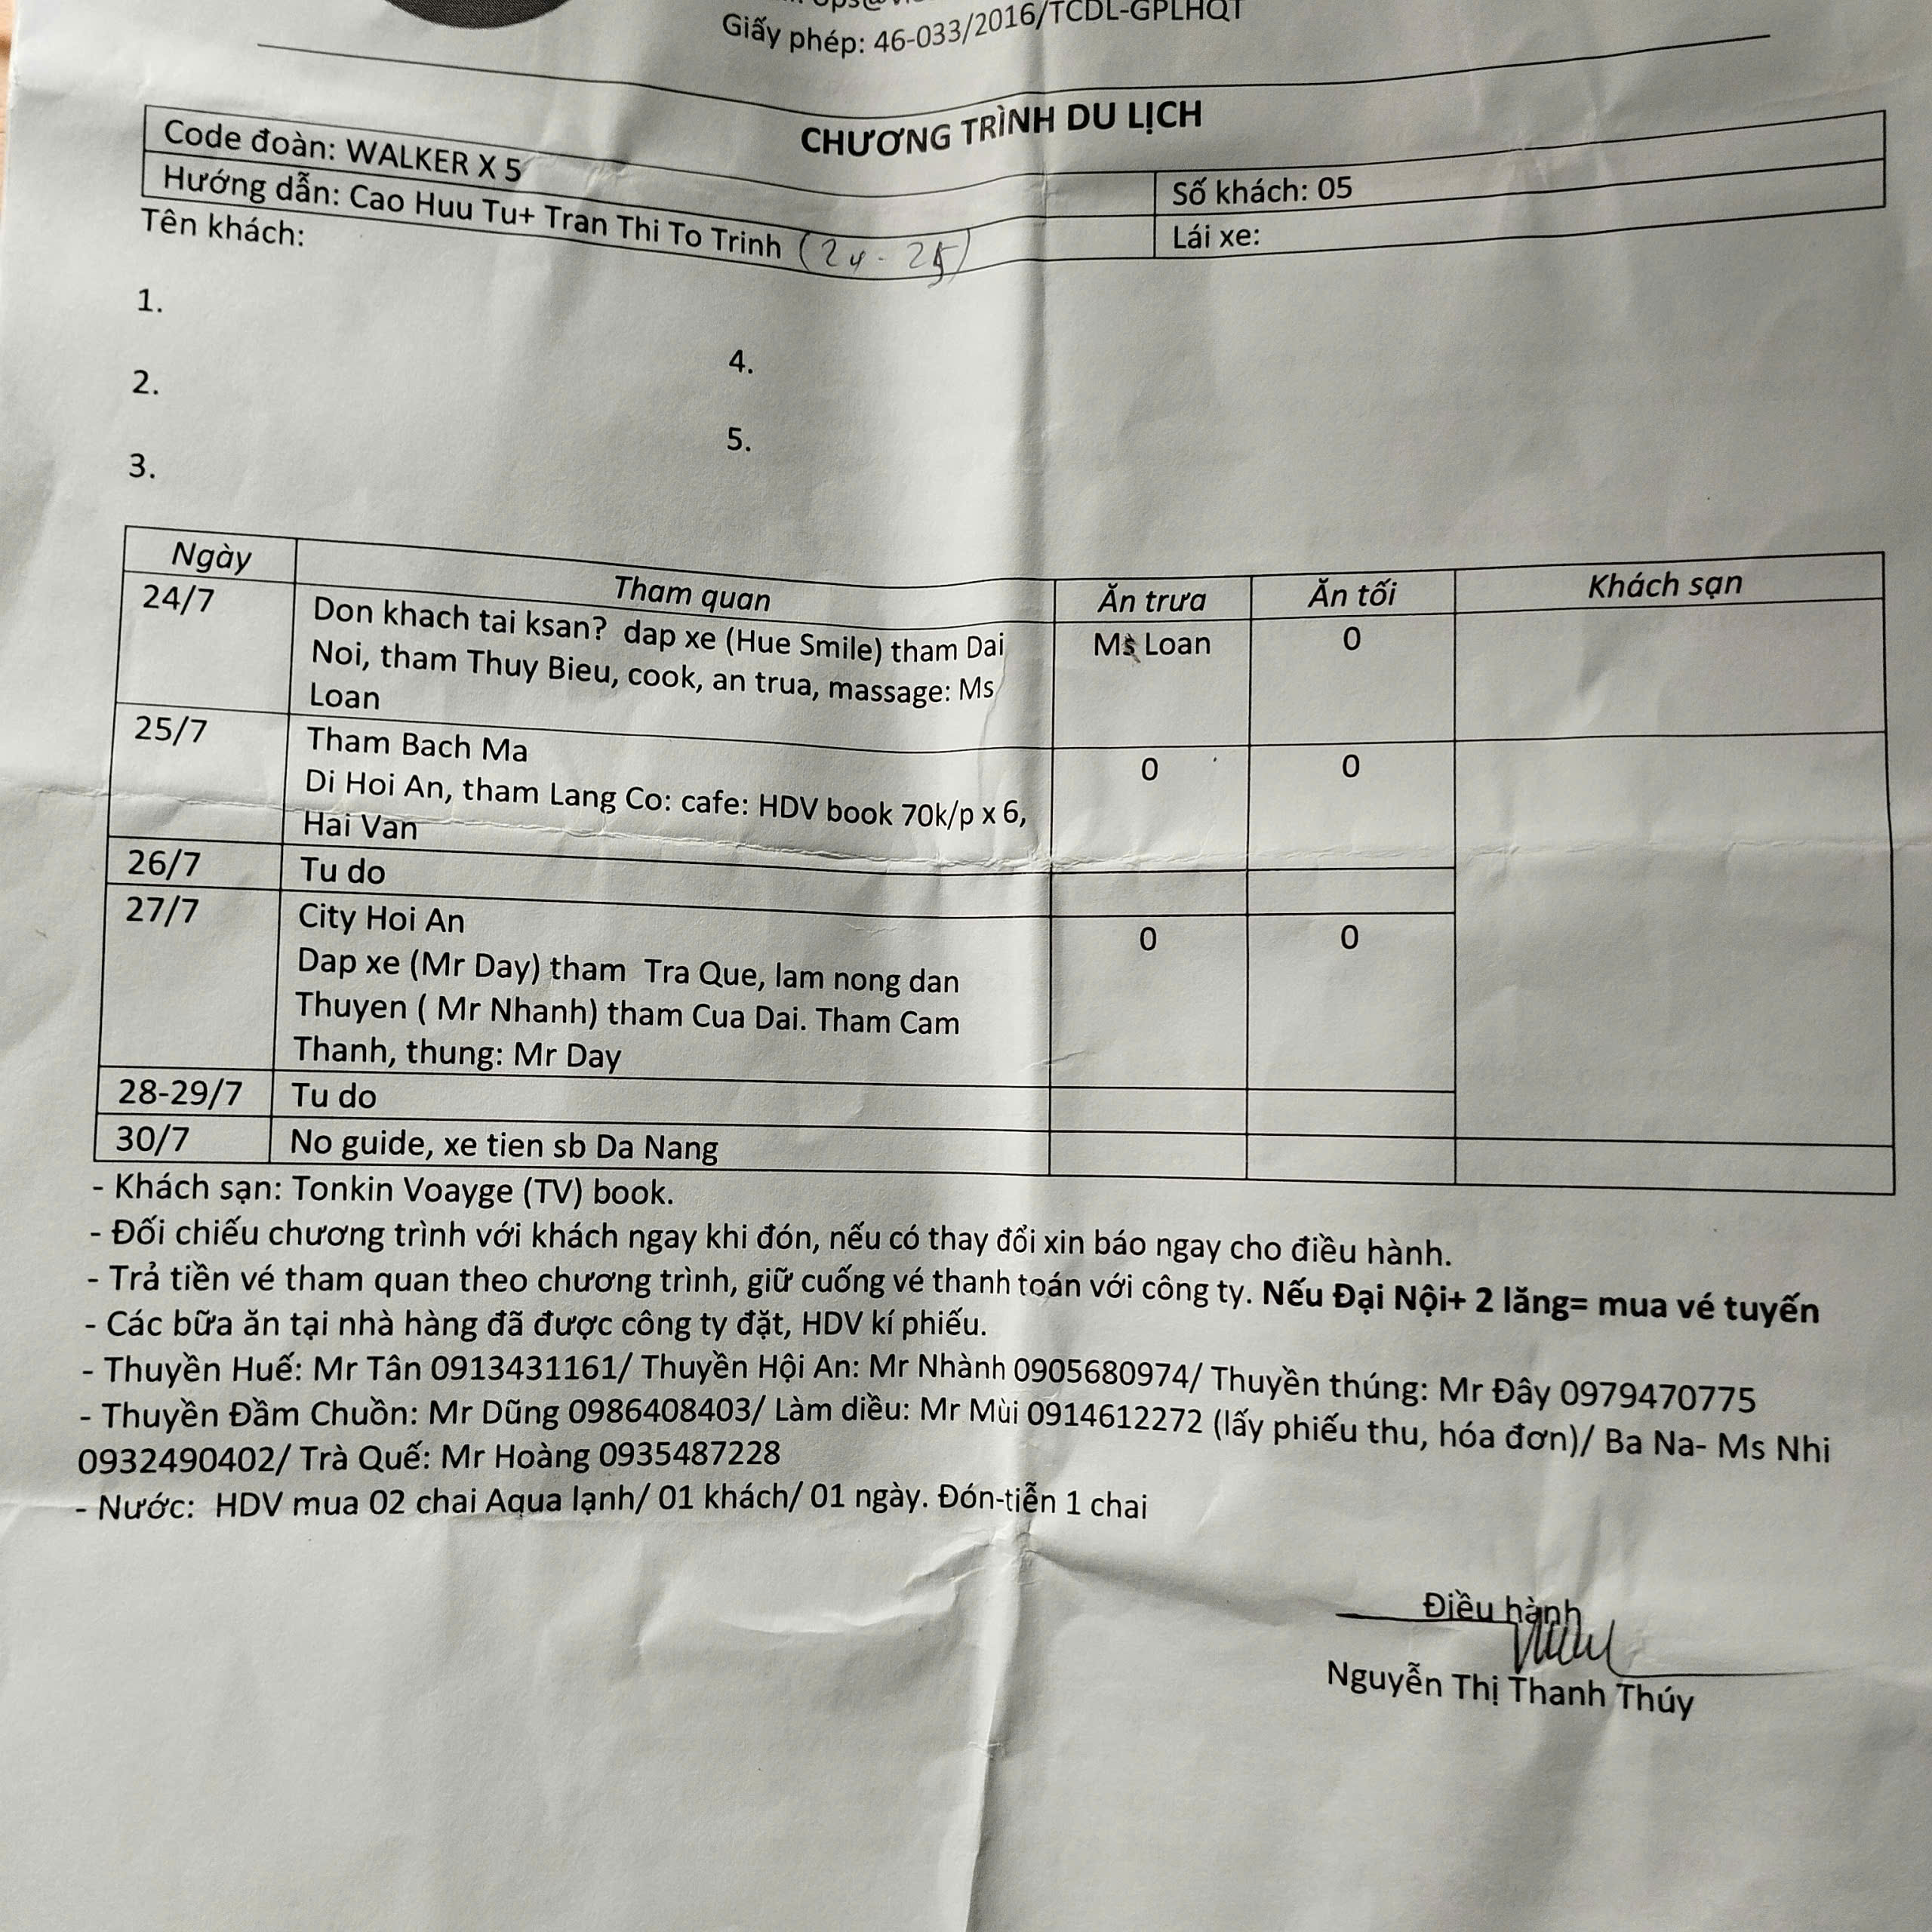 Giấy phép: 46-033/2016/TCDL-GPLHQT
CHƯƠNG TRÌNH DU LỊCH
Code đoàn: WALKER X 5
Số khách: 05
Hướng dẫn: Cao Huu Tu+ Tran Thi To Trinh (24 - 25)
Lái xe:
Tên khách:
1.
2.
3.
4.
5.
Ngày Tham quan Ăn trưa Ăn tối Khách sạn
24/7 Don khach tai ksan? dap xe (Hue Smile) tham Dai Ms Loan 0
Noi, tham Thuy Bieu, cook, an trua, massage: Ms
Loan
25/7 Tham Bach Ma 0 0
Di Hoi An, tham Lang Co: cafe: HDV book 70k/p x 6,
Hai Van
26/7 Tu do
27/7 City Hoi An 0 0
Dap xe (Mr Day) tham Tra Que, lam nong dan
Thuyen ( Mr Nhanh) tham Cua Dai. Tham Cam
Thanh, thung: Mr Day
28-29/7 Tu do
30/7 No guide, xe tien sb Da Nang
- Khách sạn: Tonkin Voayge (TV) book.
- Đối chiếu chương trình với khách ngay khi đón, nếu có thay đổi xin báo ngay cho điều hành.
- Trả tiền vé tham quan theo chương trình, giữ cuống vé thanh toán với công ty. Nếu Đại Nội+ 2 lăng= mua vé tuyến
- Các bữa ăn tại nhà hàng đã được công ty đặt, HDV kí phiếu.
- Thuyền Huế: Mr Tân 0913431161/ Thuyền Hội An: Mr Nhành 0905680974/ Thuyền thúng: Mr Đây 0979470775
- Thuyền Đầm Chuồn: Mr Dũng 0986408403/ Làm diều: Mr Mùi 0914612272 (lấy phiếu thu, hóa đơn)/ Ba Na- Ms Nhi
0932490402/ Trà Quế: Mr Hoàng 0935487228
- Nước: HDV mua 02 chai Aqua lạnh/ 01 khách/ 01 ngày. Đón-tiễn 1 chai
Điều hành
Nguyễn Thị Thanh Thúy